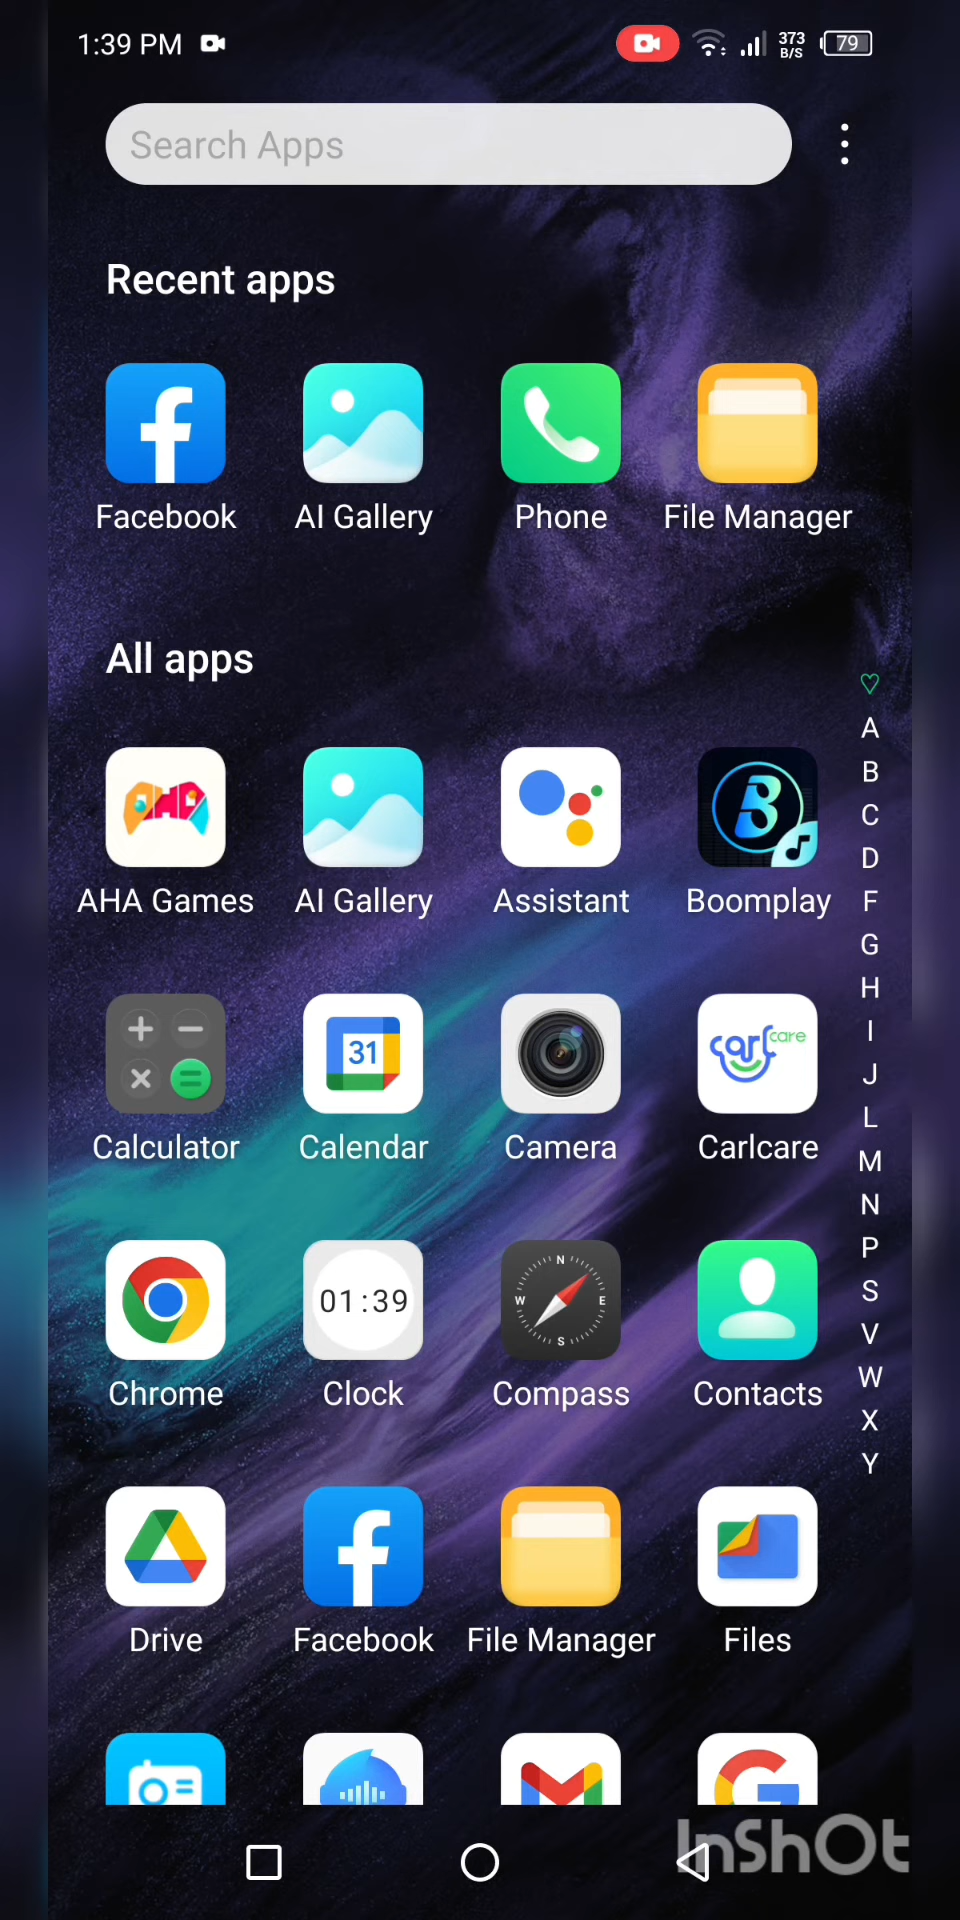 1:39 PM
373
B/S
79
Search Apps
Recent apps
Facebook
AI Gallery
Phone
File Manager
All apps
AHA
B
AHA Games
AI Gallery
Assistant
Boomplay
31
carlcare
Calculator
Calendar
Camera
Carlcare
01:39
N
W
E
S
Chrome
Clock
Compass
Contacts
Drive
Facebook
File Manager
Files
A
B
C
D
F
G
H
I
J
L
M
N
P
S
V
W
X
Y
InShOt